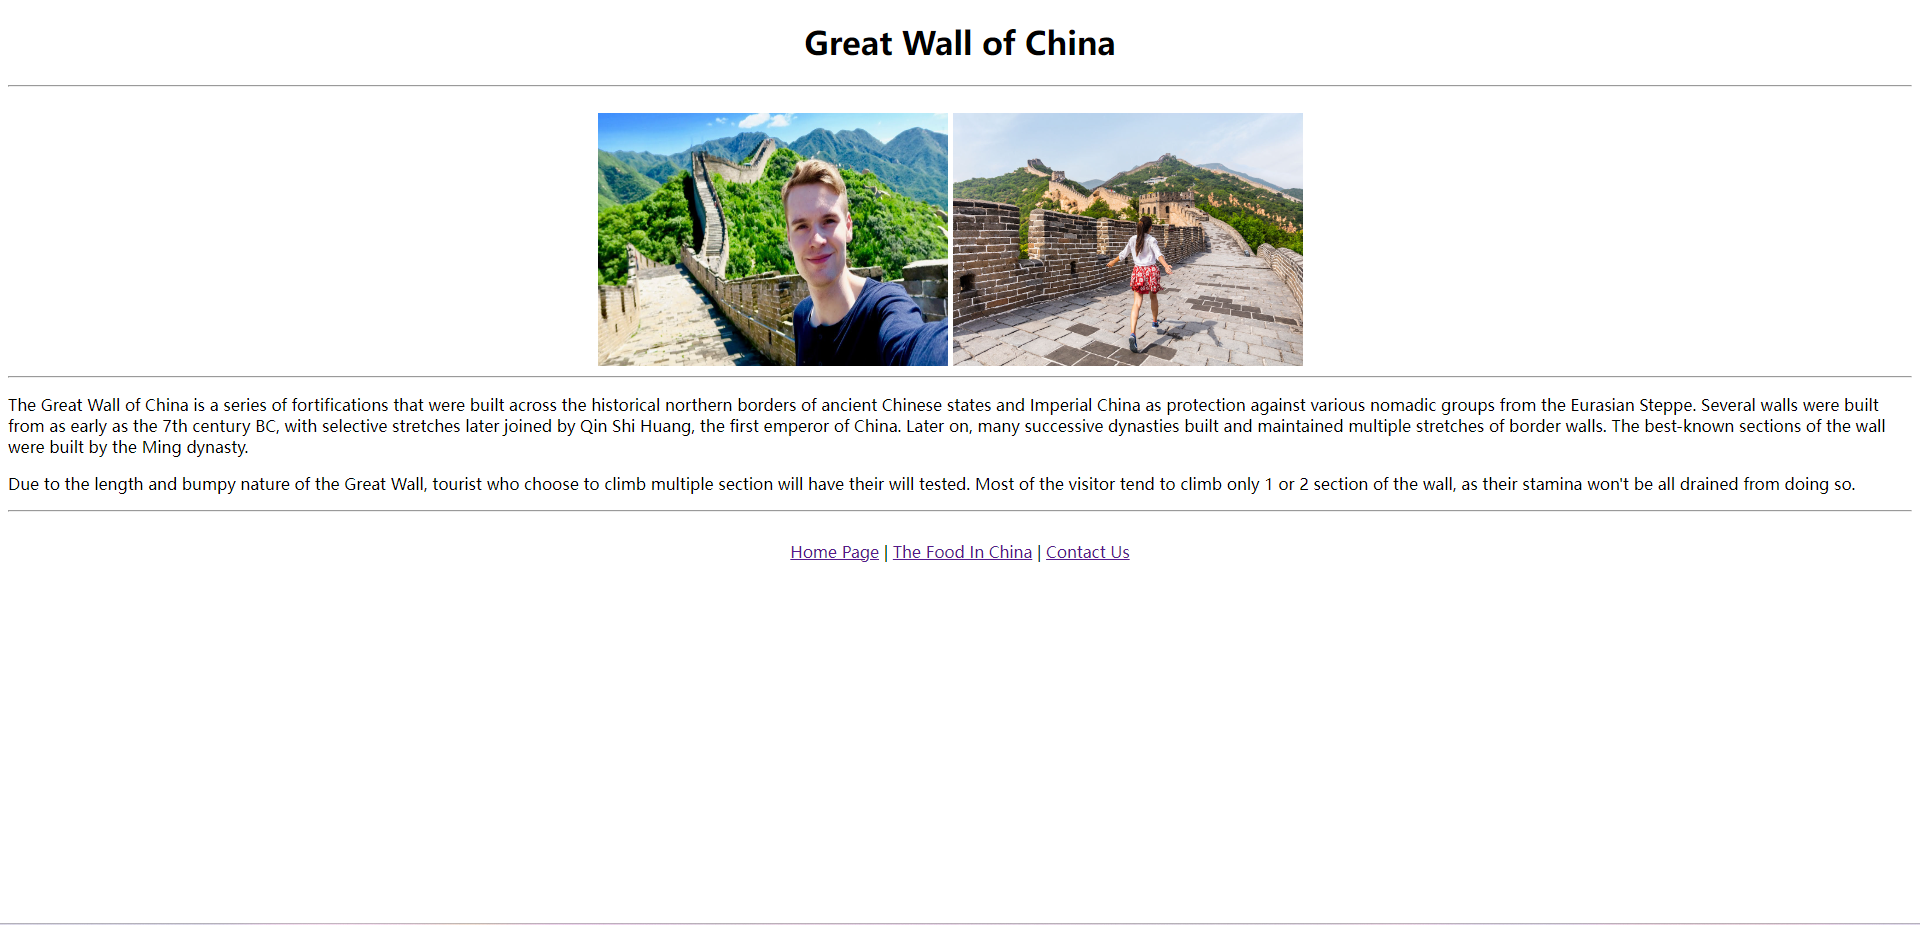 Great Wall of China
The Great Wall of China is a series of fortifications that were built across the historical northern borders of ancient Chinese states and Imperial China as protection against various nomadic groups from the Eurasian Steppe. Several walls were built
from as early as the 7th century BC, with selective stretches later joined by Qin Shi Huang, the first emperor of China. Later on, many successive dynasties built and maintained multiple stretches of border walls. The best-known sections of the wall
were built by the Ming dynasty.
Due to the length and bumpy nature of the Great Wall, tourist who choose to climb multiple section will have their will tested. Most of the visitor tend to climb only 1 or 2 section of the wall, as their stamina won't be all drained from doing so.
Home Page | The Food In China | Contact Us